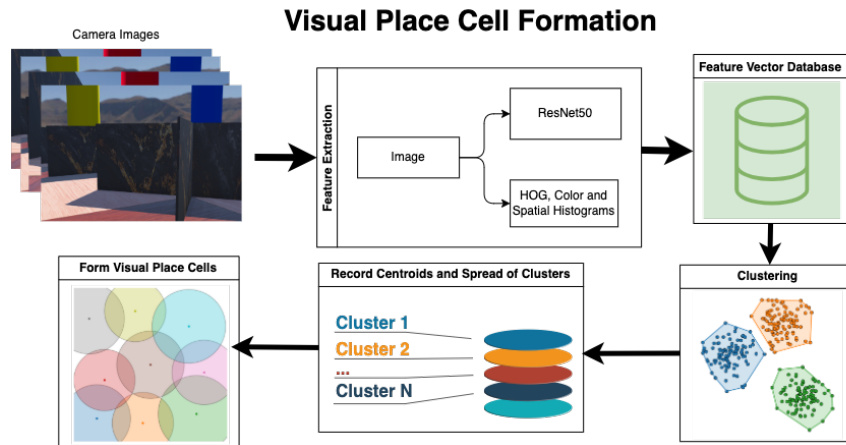 Visual Place Cell Formation
Camera Images
Feature Extraction
Image
ResNet50
HOG, Color and
Spatial Histograms
Feature Vector Database
Clustering
Record Centroids and Spread of Clusters
Cluster 1
Cluster 2
...
Cluster N
Form Visual Place Cells